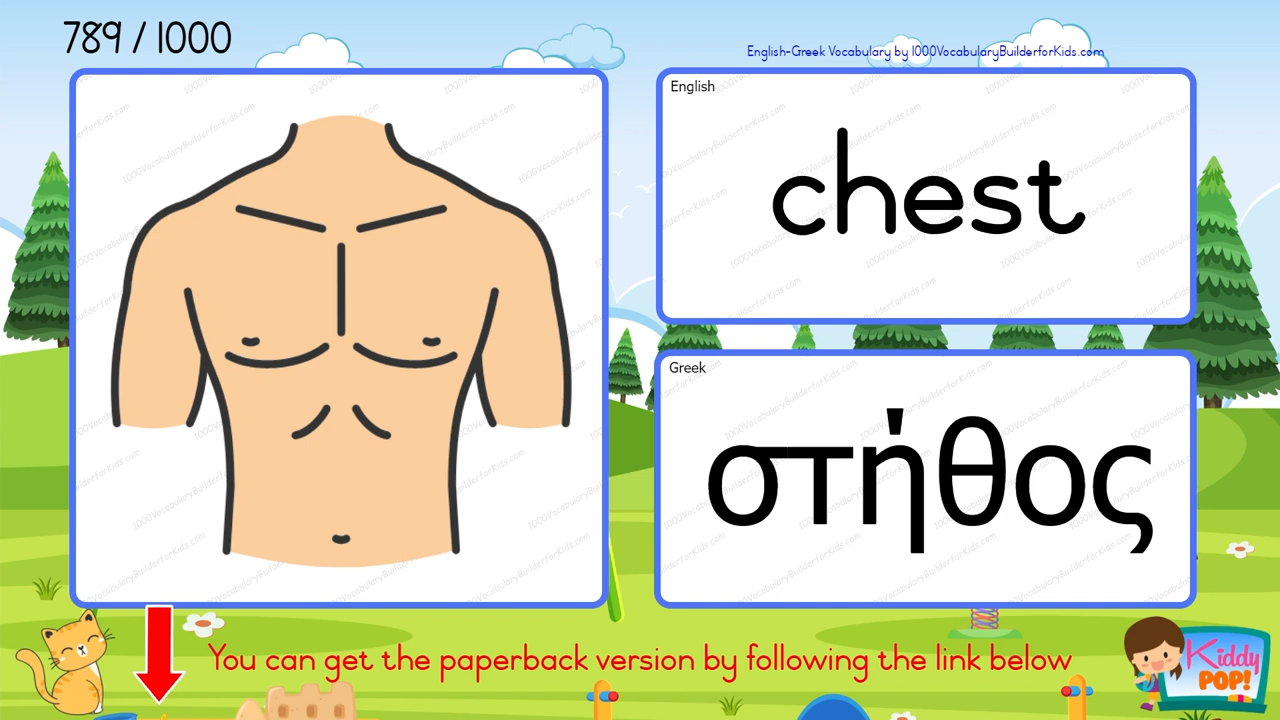 789 / 1000
English-Greek Vocabulary by 1000VocabularyBuilderforKids.com
English
chest
Greek
στήθος
You can get the paperback version by following the link below
Kiddy
POP!